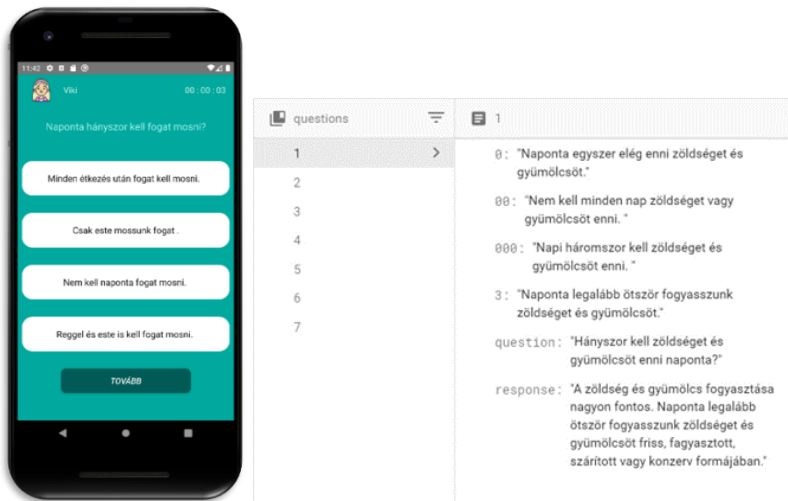 11:42
Viki 00 : 00 : 03
Naponta hányszor kell fogat mosni?
Minden étkezés után fogat kell mosni.
Csak este mossunk fogat .
Nem kell naponta fogat mosni.
Reggel és este is kell fogat mosni.
TOVÁBB
questions
1
2
3
4
5
6
7
1
0: "Naponta egyszer elég enni zöldséget és
gyümölcsöt."
00: "Nem kell minden nap zöldséget vagy
gyümölcsöt enni. "
000: "Napi háromszor kell zöldséget és
gyümölcsöt enni. "
3: "Naponta legalább ötször fogyasszunk
zöldséget és gyümölcsöt."
question: "Hányszor kell zöldséget és
gyümölcsöt enni naponta?"
response: "A zöldség és gyümölcs fogyasztása
nagyon fontos. Naponta legalább
ötször fogyasszunk zöldséget és
gyümölcsöt friss, fagyasztott,
szárított vagy konzerv formájában."